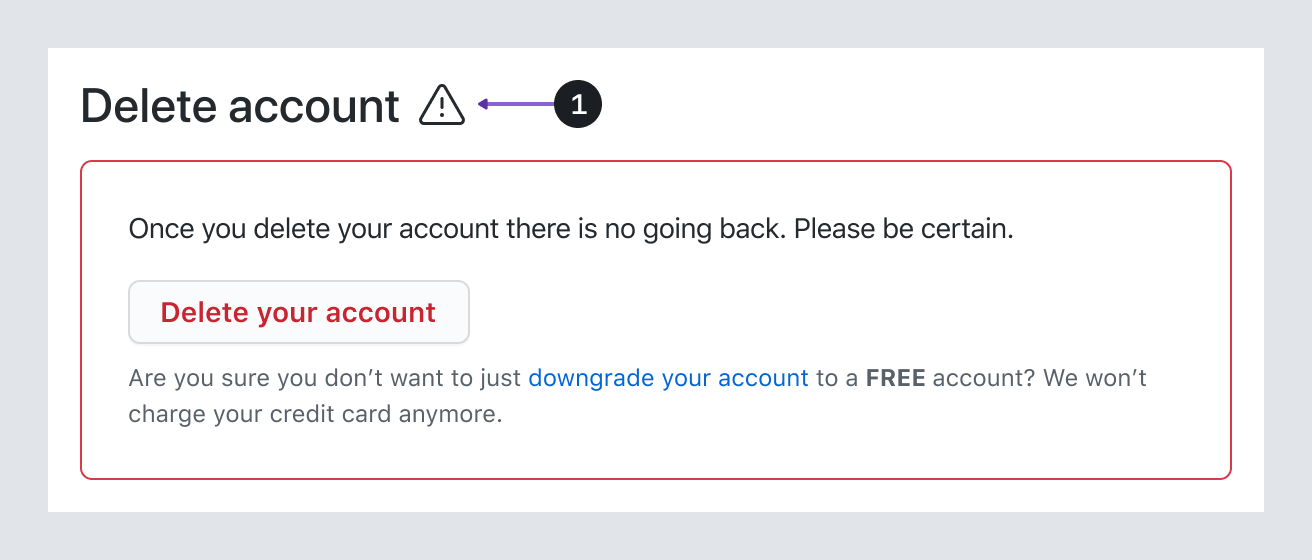 Delete account
1
Once you delete your account there is no going back. Please be certain.
Delete your account
Are you sure you don’t want to just downgrade your account to a FREE account? We won’t
charge your credit card anymore.